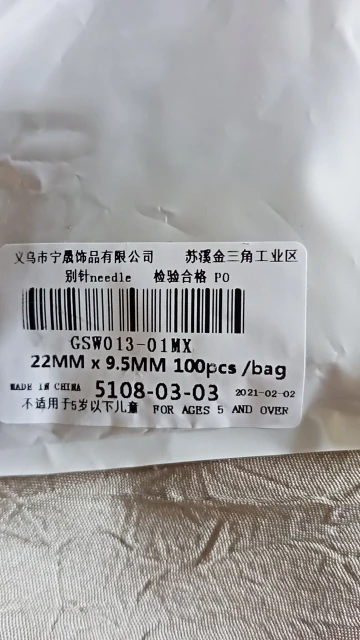 义乌市宁晟饰品有限公司 苏溪金三角工业区
别针needle 检验合格 PO
GSW013-01MX
22MM x 9.5MM 100pcs /bag
MADE IN CHINA 5108-03-03 2021-02-02
不适用于5岁以下儿童 FOR AGES 5 AND OVER